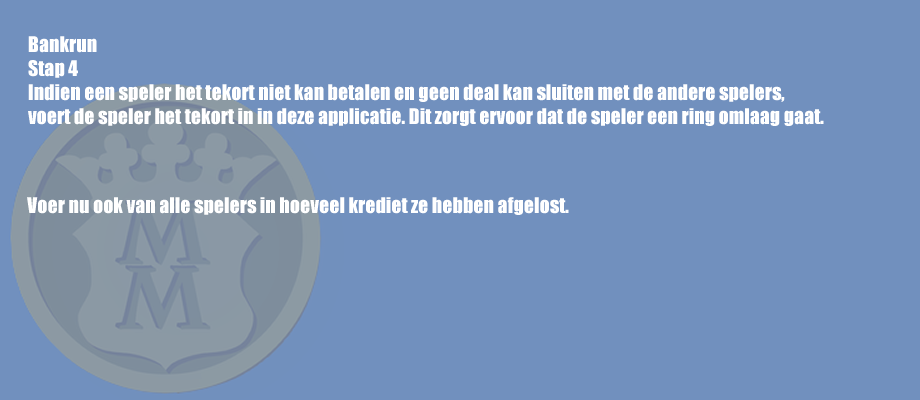 Bankrun
Stap 4
Indien een speler het tekort niet kan betalen en geen deal kan sluiten met de andere spelers,
voert de speler het tekort in in deze applicatie. Dit zorgt ervoor dat de speler een ring omlaag gaat.
Voer nu ook van alle spelers in hoeveel krediet ze hebben afgelost.
M
M